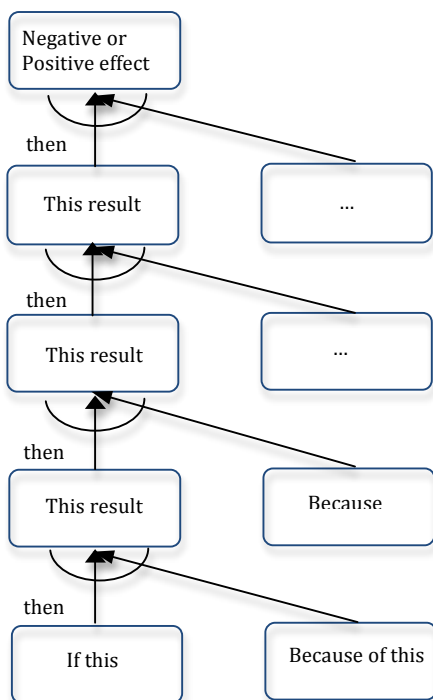 Negative or
Positive effect
then
This result
...
then
This result
...
then
This result
Because
then
If this
Because of this